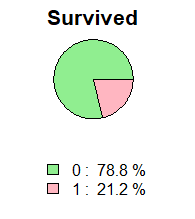 Survived
0 : 78.8 %
1 : 21.2 %